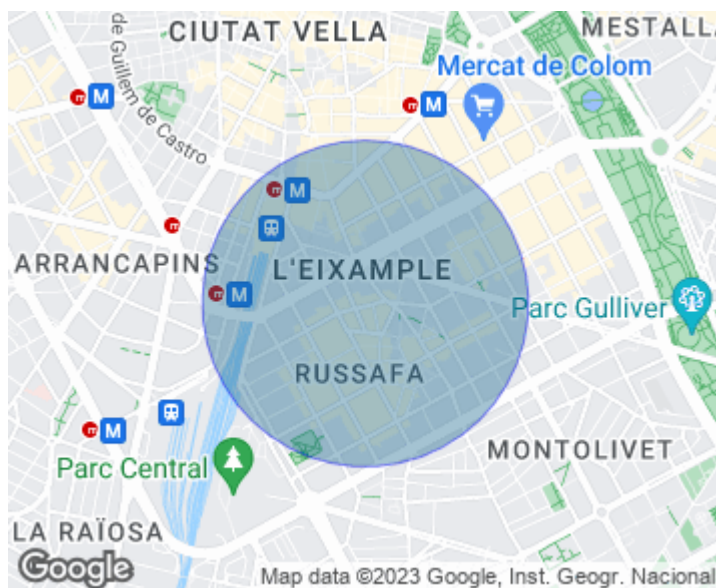 CIUTAT VELLA
MESTALLA
de Guillem de Castro
M
M
Mercat de Colom
M
ARRANCAPINS
L'EIXAMPLE
M
Parc Gulliver
RUSSAFA
M
MONTOLIVET
Parc Central
LA RAÏOSA
Google
Map data ©2023 Google, Inst. Geogr. Nacional